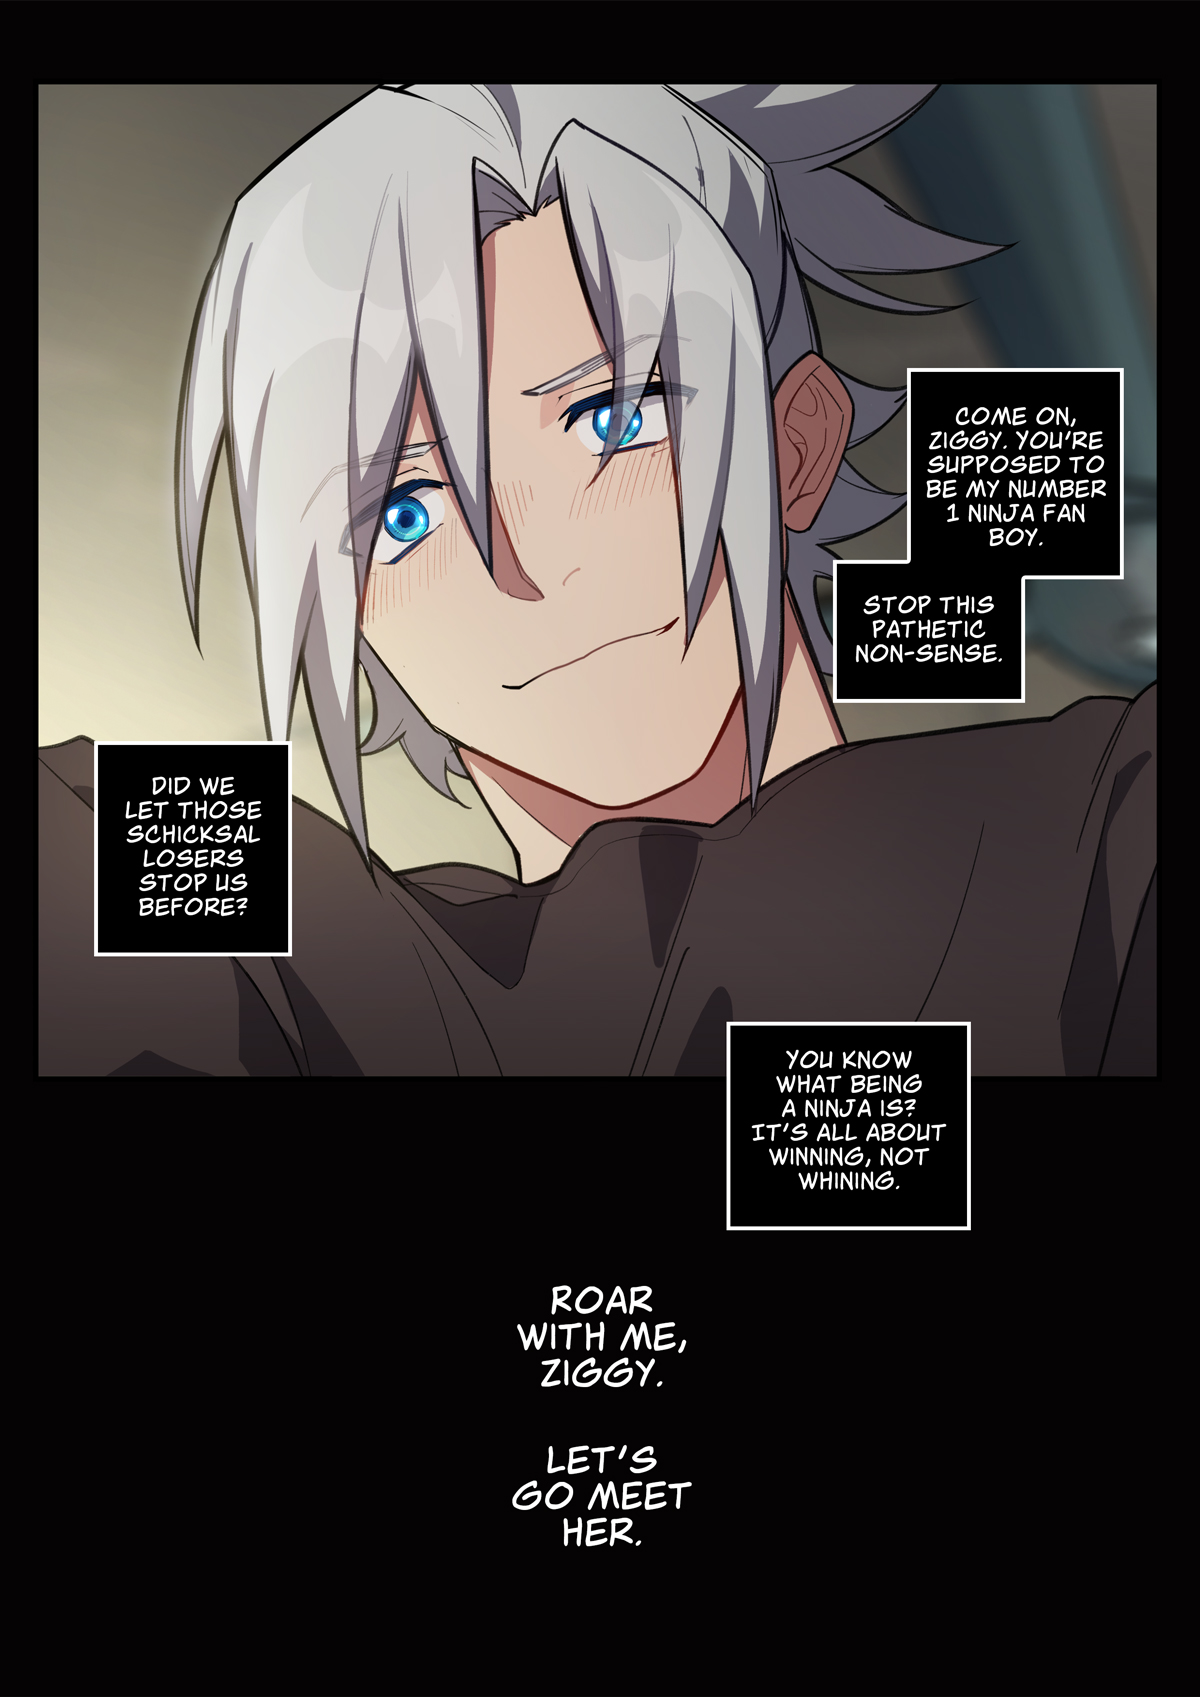 COME ON,
ZIGGY. YOU'RE
SUPPOSED TO
BE MY NUMBER
1 NINJA FAN
BOY.
STOP THIS
PATHETIC
NON-SENSE.
DID WE
LET THOSE
SCHICKSAL
LOSERS
STOP US
BEFORE?
YOU KNOW
WHAT BEING
A NINJA IS?
IT'S ALL ABOUT
WINNING, NOT
WHINING.
ROAR
WITH ME,
ZIGGY.
LET'S
GO MEET
HER.